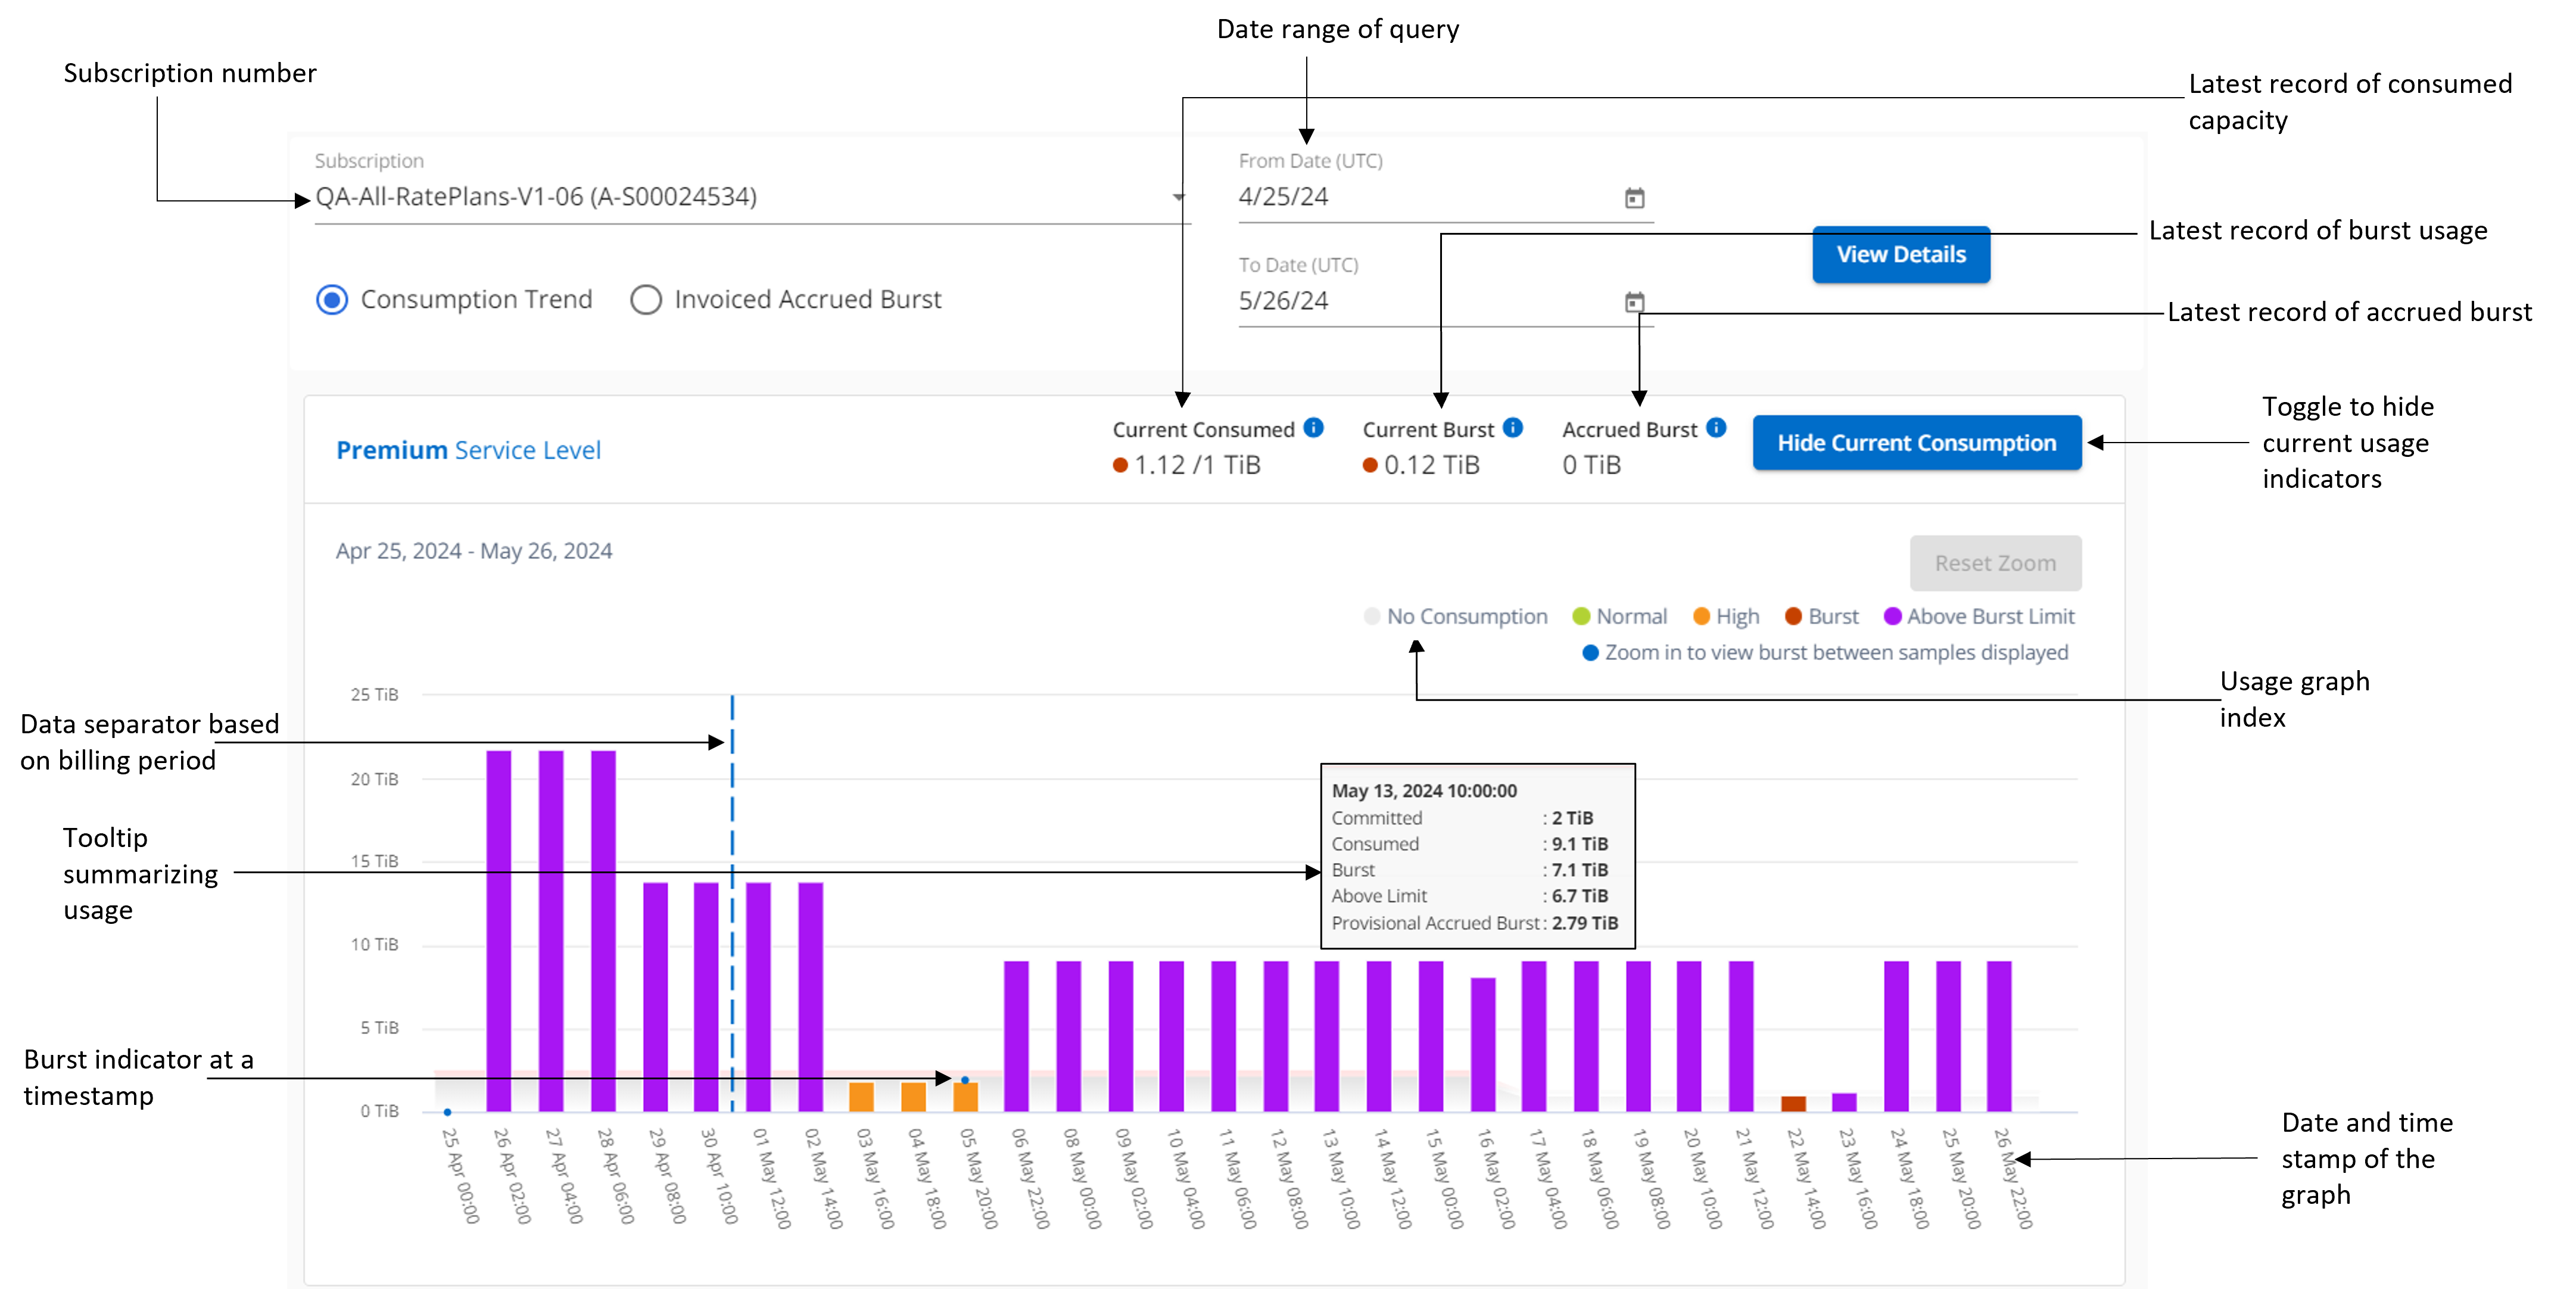 Date range of query
Subscription number
Latest record of consumed
capacity
Subscription
QA-All-RatePlans-V1-06 (A-S00024534)
From Date (UTC)
4/25/24
Latest record of burst usage
View Details
To Date (UTC)
5/26/24
Consumption Trend
Invoiced Accrued Burst
Latest record of accrued burst
Toggle to hide
current usage
indicators
Premium Service Level
Current Consumed
1.12 /1 TiB
Current Burst
0.12 TiB
Accrued Burst
0 TiB
Hide Current Consumption
Apr 25, 2024 - May 26, 2024
Reset Zoom
No Consumption
Normal
High
Burst
Above Burst Limit
Zoom in to view burst between samples displayed
Usage graph
index
Data separator based
on billing period
Tooltip
summarizing
usage
Burst indicator at a
timestamp
25 TiB
20 TiB
15 TiB
10 TiB
5 TiB
0 TiB
May 13, 2024 10:00:00
Committed : 2 TiB
Consumed : 9.1 TiB
Burst : 7.1 TiB
Above Limit : 6.7 TiB
Provisional Accrued Burst : 2.79 TiB
25 Apr 00:00
26 Apr 02:00
27 Apr 04:00
28 Apr 06:00
29 Apr 08:00
30 Apr 10:00
01 May 12:00
02 May 14:00
03 May 16:00
04 May 18:00
05 May 20:00
06 May 22:00
08 May 00:00
09 May 02:00
10 May 04:00
11 May 06:00
12 May 08:00
13 May 10:00
14 May 12:00
15 May 00:00
16 May 02:00
17 May 04:00
18 May 06:00
19 May 08:00
20 May 10:00
21 May 12:00
22 May 14:00
23 May 16:00
24 May 18:00
25 May 20:00
26 May 22:00
Date and time
stamp of the
graph